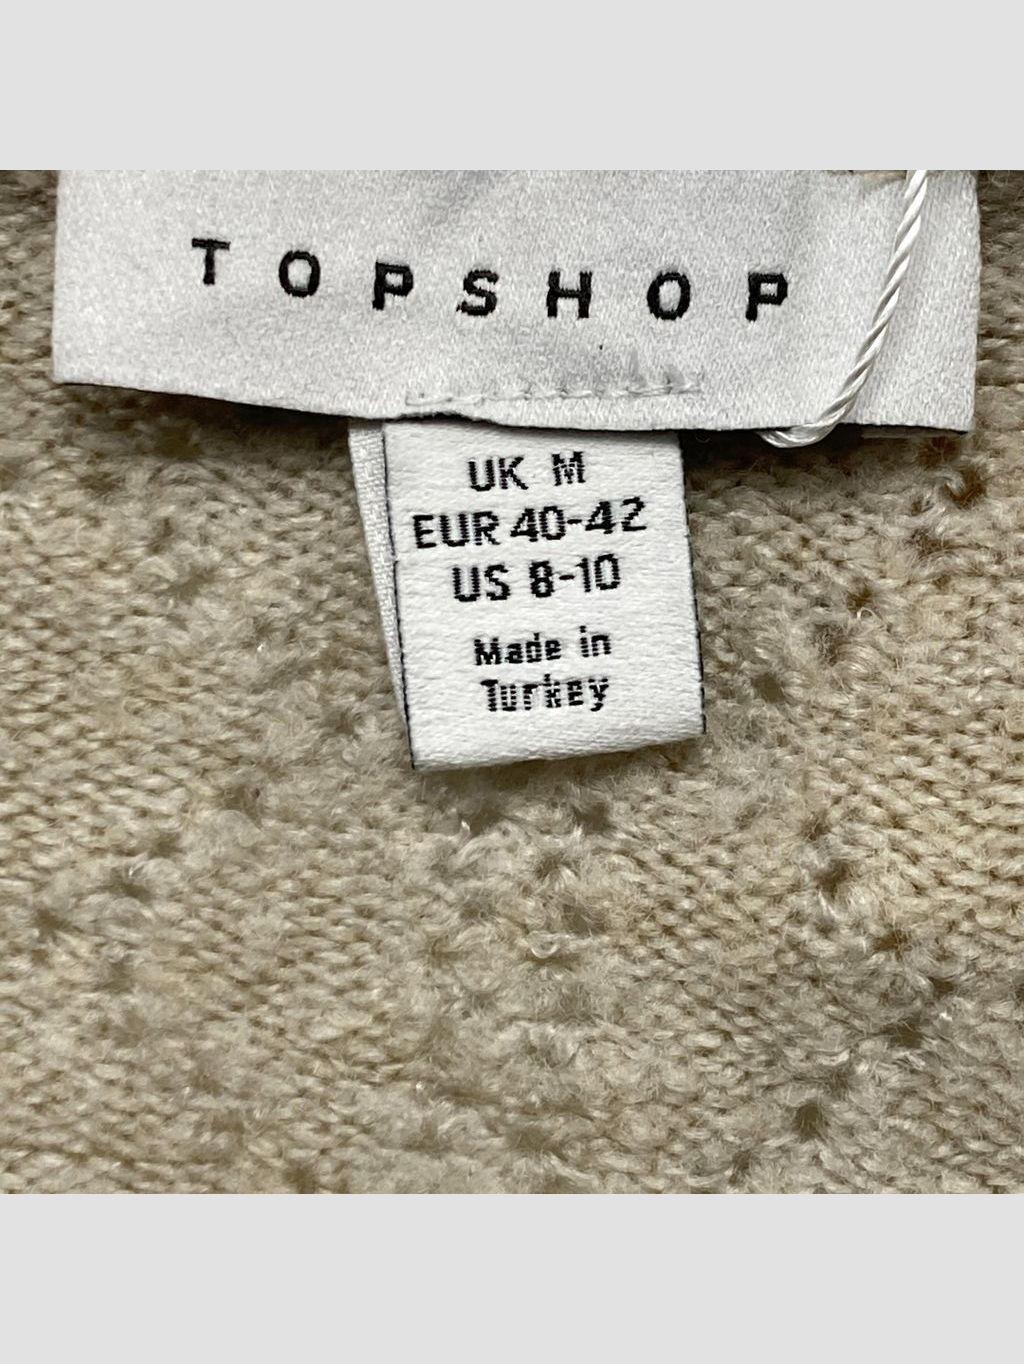 TOPSHOP
UK M
EUR 40-42
US 8-10
Made in
Turkey